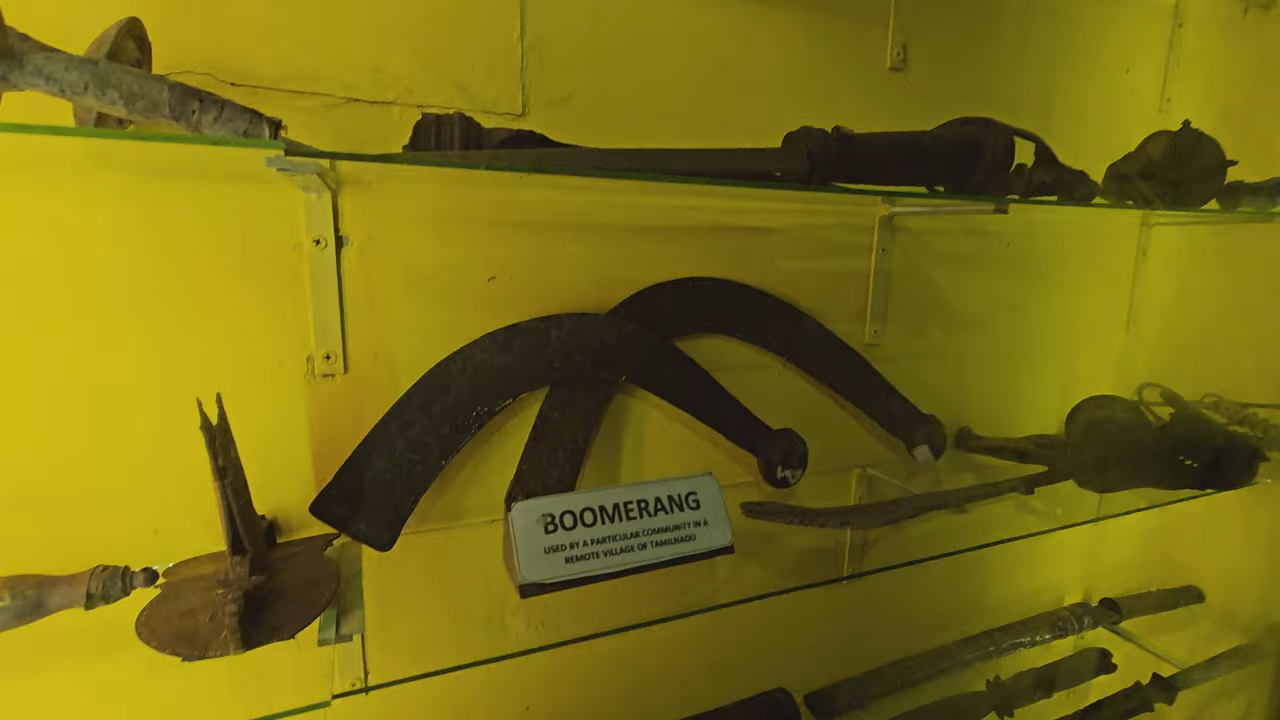 BOOMERANG
USED BY A PARTICULAR COMMUNITY IN A
REMOTE VILLAGE OF TAMILNADU